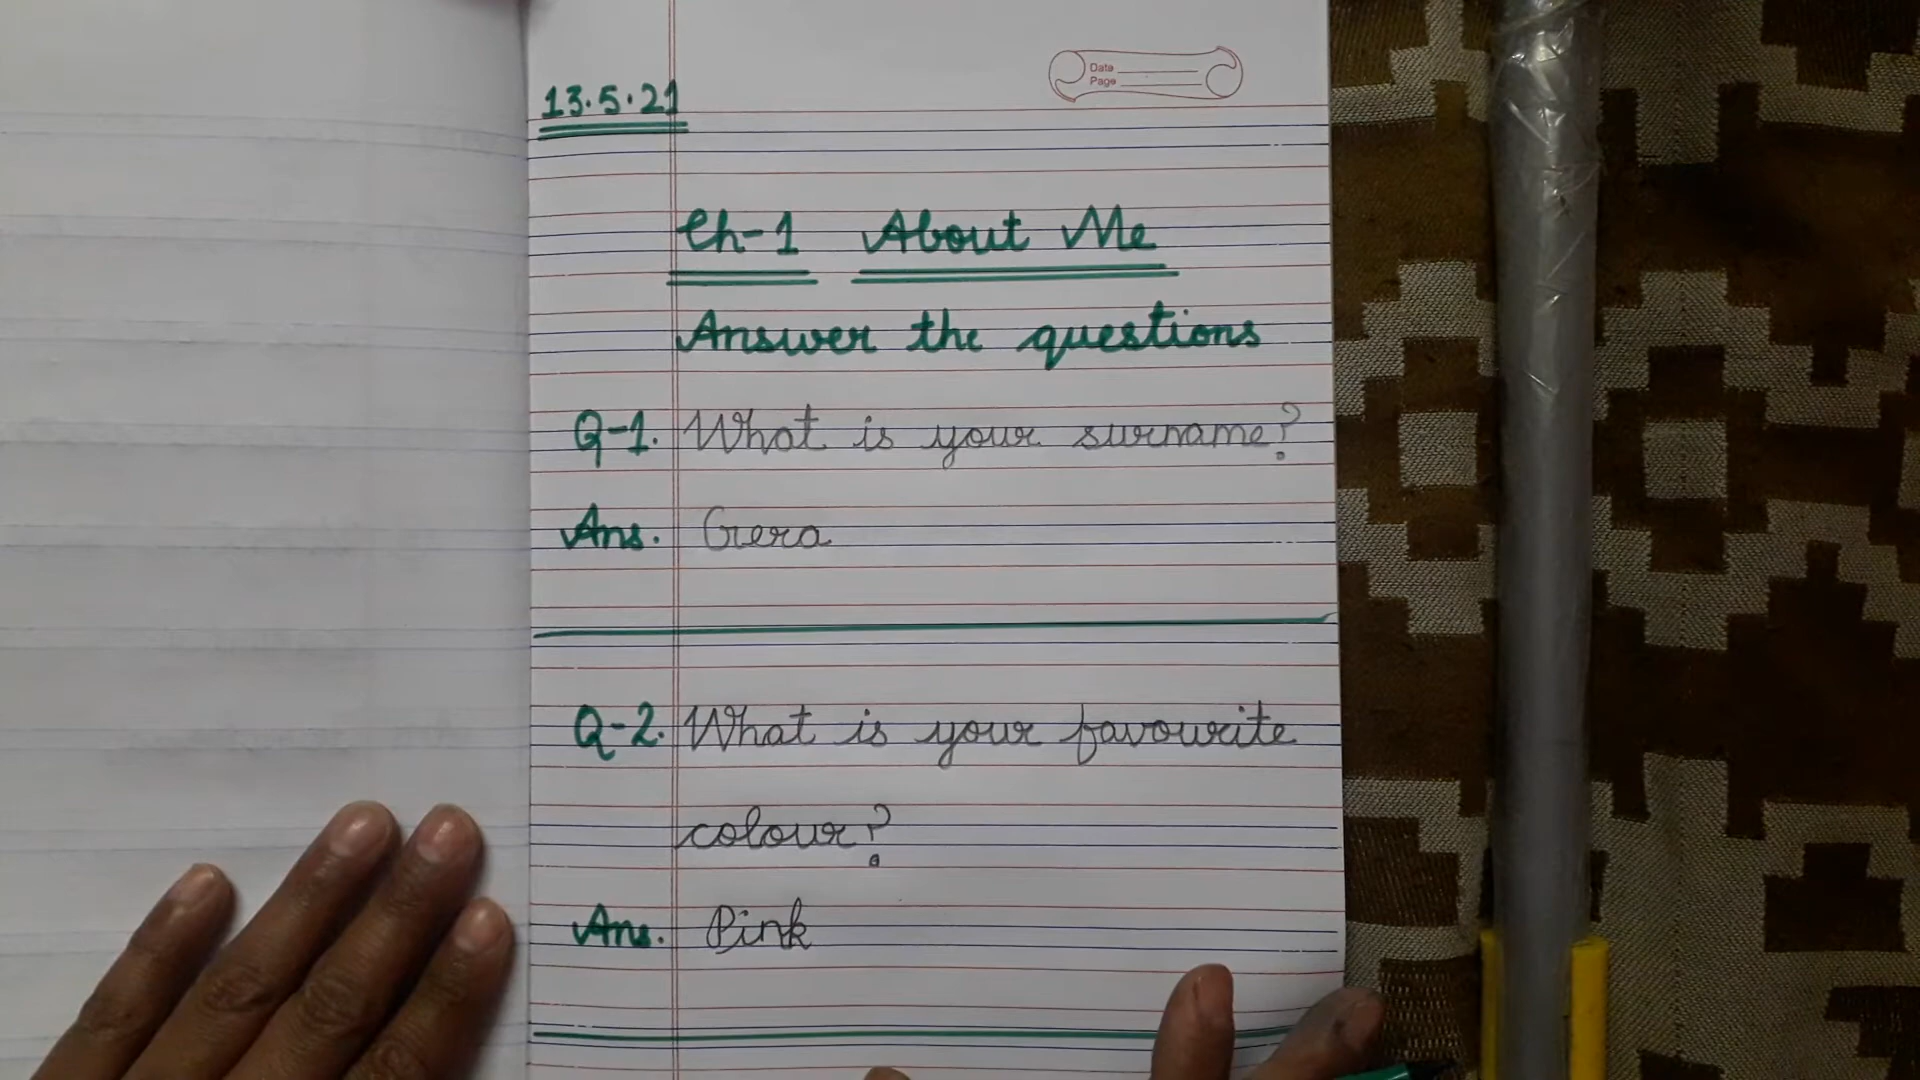 Date
Page
13.5.21
Ch-1 About Me
Answer the questions
Q-1. What is your surname?
Ans. Gera
Q-2. What is your favourite
colour?
Ans. Pink